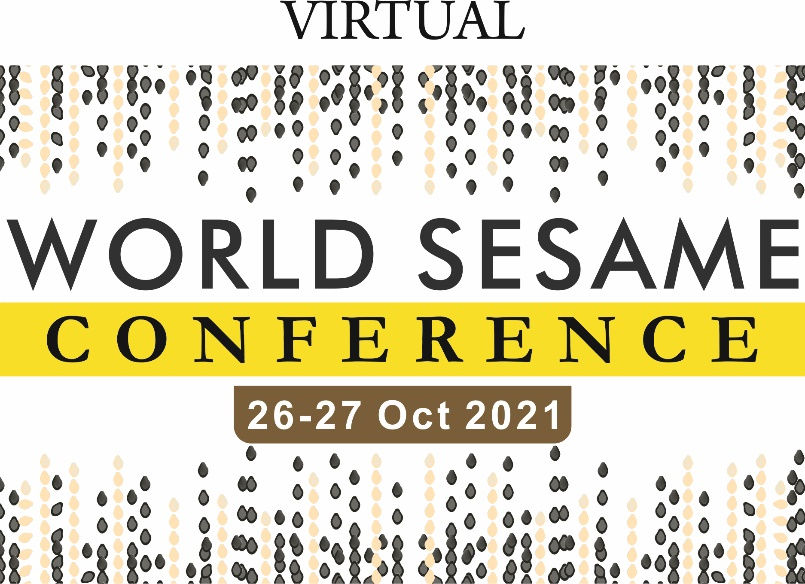 VIRTUAL
WORLD SESAME
CONFERENCE
26-27 Oct 2021